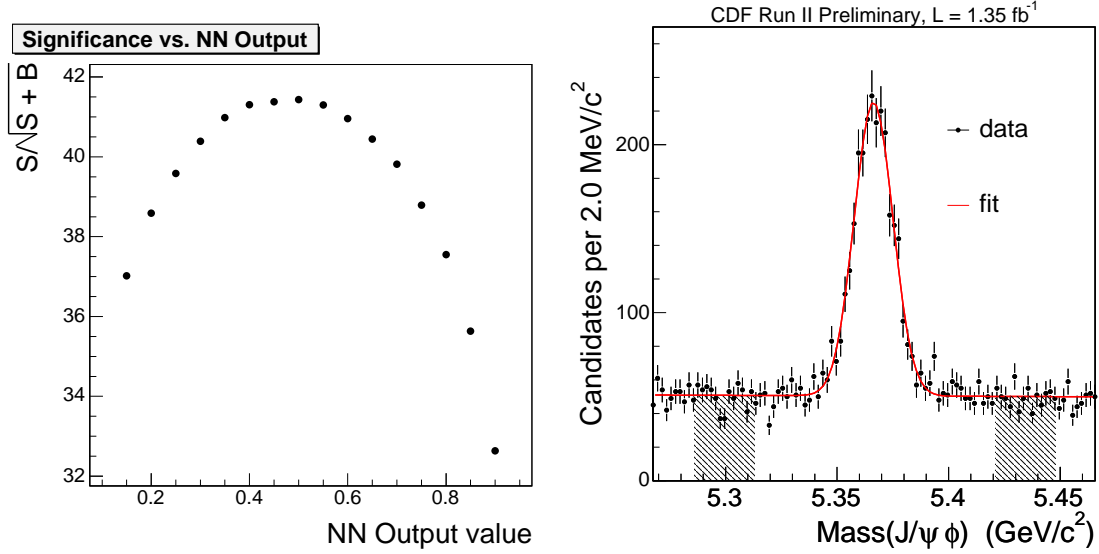 Significance vs. NN Output
S/√S + B
42
40
38
36
34
32
0.2 0.4 0.6 0.8
NN Output value
CDF Run II Preliminary, L = 1.35 fb⁻¹
Candidates per 2.0 MeV/c²
200
100
0
data
fit
5.3 5.35 5.4 5.45
Mass(J/ψ ϕ) (GeV/c²)